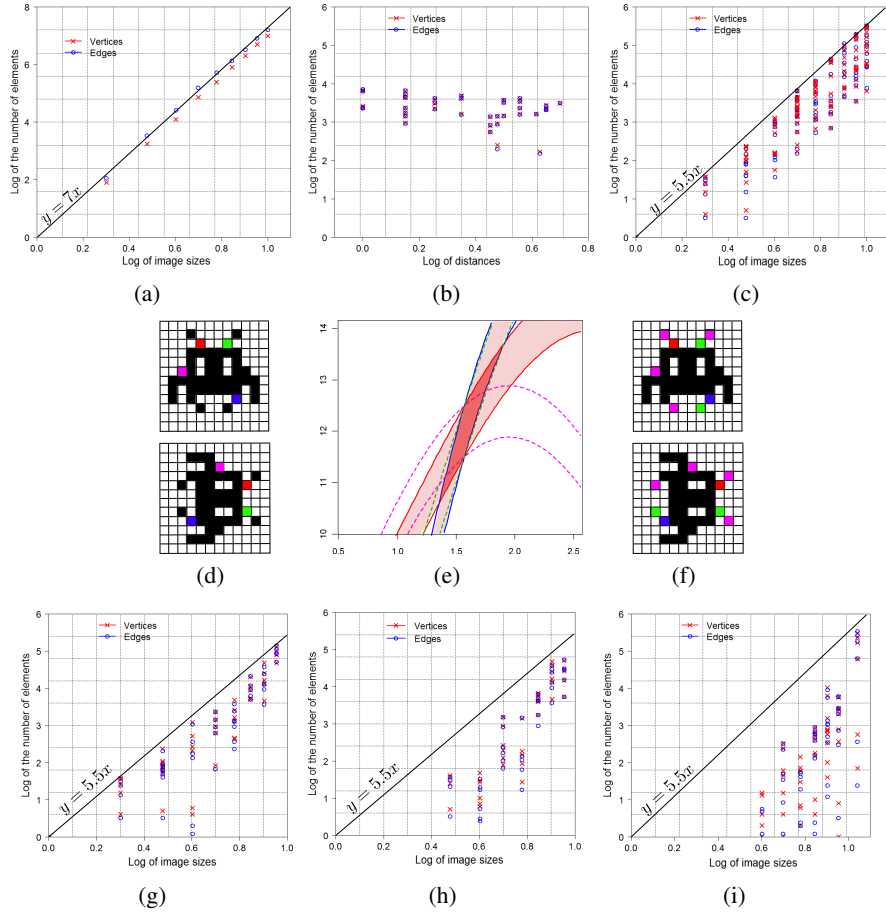 8
6
4
2
0
0.0 0.2 0.4 0.6 0.8 1.0
Log of the number of elements
Log of image sizes
Vertices
Edges
y = 7x
(a)
6
5
4
3
2
1
0
0.0 0.2 0.4 0.6 0.8
Log of the number of elements
Log of distances
Vertices
Edges
(b)
6
5
4
3
2
1
0
0.0 0.2 0.4 0.6 0.8 1.0
Log of the number of elements
Log of image sizes
Vertices
Edges
y = 5.5x
(c)
(d)
14
13
12
11
10
0.5 1.0 1.5 2.0 2.5
(e)
(f)
6
5
4
3
2
1
0
0.0 0.2 0.4 0.6 0.8 1.0
Log of the number of elements
Log of image sizes
Vertices
Edges
y = 5.5x
(g)
6
5
4
3
2
1
0
0.0 0.2 0.4 0.6 0.8 1.0
Log of the number of elements
Log of image sizes
Vertices
Edges
y = 5.5x
(h)
6
5
4
3
2
1
0
0.0 0.2 0.4 0.6 0.8 1.0
Log of the number of elements
Log of image sizes
Vertices
Edges
y = 5.5x
(i)